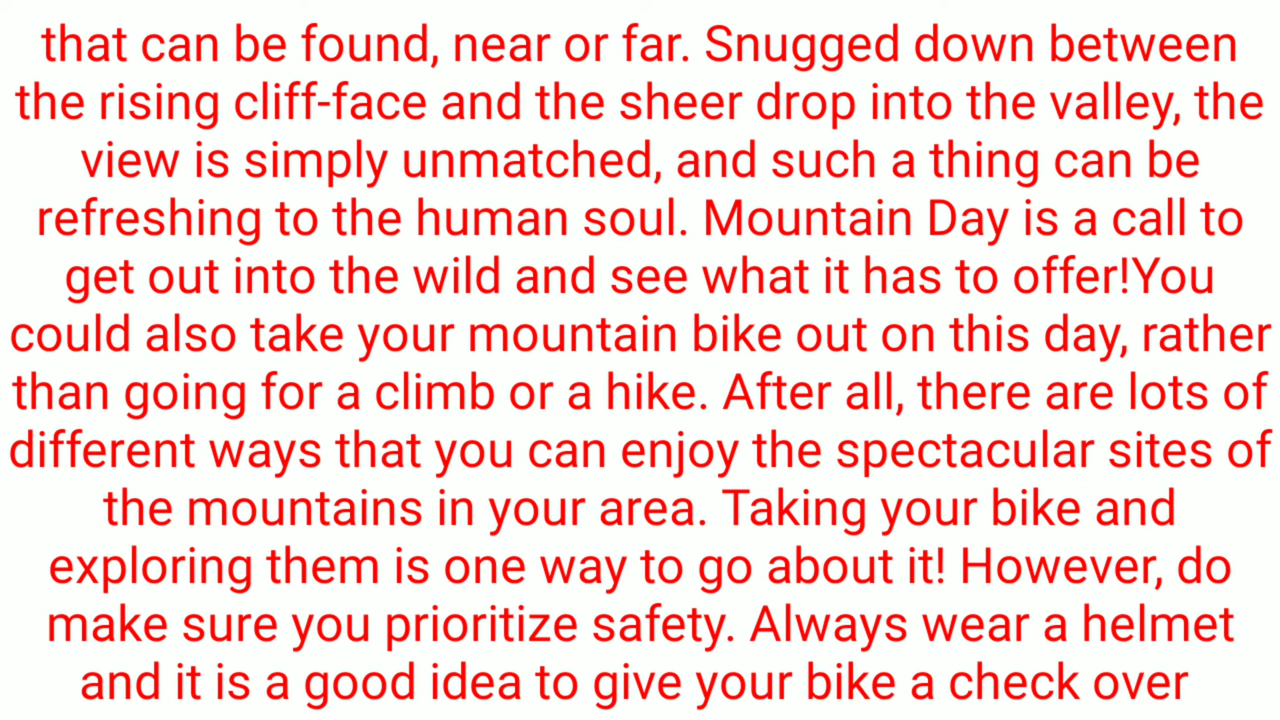 that can be found, near or far. Snugged down between
the rising cliff-face and the sheer drop into the valley, the
view is simply unmatched, and such a thing can be
refreshing to the human soul. Mountain Day is a call to
get out into the wild and see what it has to offer!You
could also take your mountain bike out on this day, rather
than going for a climb or a hike. After all, there are lots of
different ways that you can enjoy the spectacular sites of
the mountains in your area. Taking your bike and
exploring them is one way to go about it! However, do
make sure you prioritize safety. Always wear a helmet
and it is a good idea to give your bike a check over